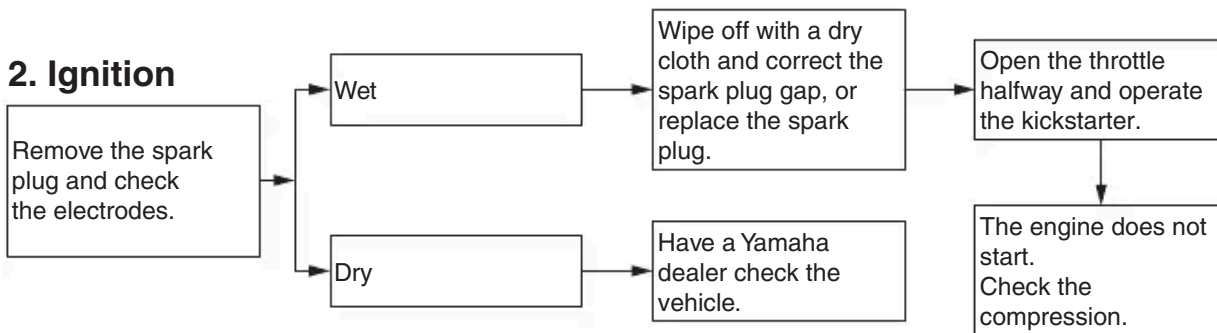 2. Ignition
Remove the spark
plug and check
the electrodes.
Wet
Wipe off with a dry
cloth and correct the
spark plug gap, or
replace the spark
plug.
Open the throttle
halfway and operate
the kickstarter.
The engine does not
start.
Check the
compression.
Dry
Have a Yamaha
dealer check the
vehicle.